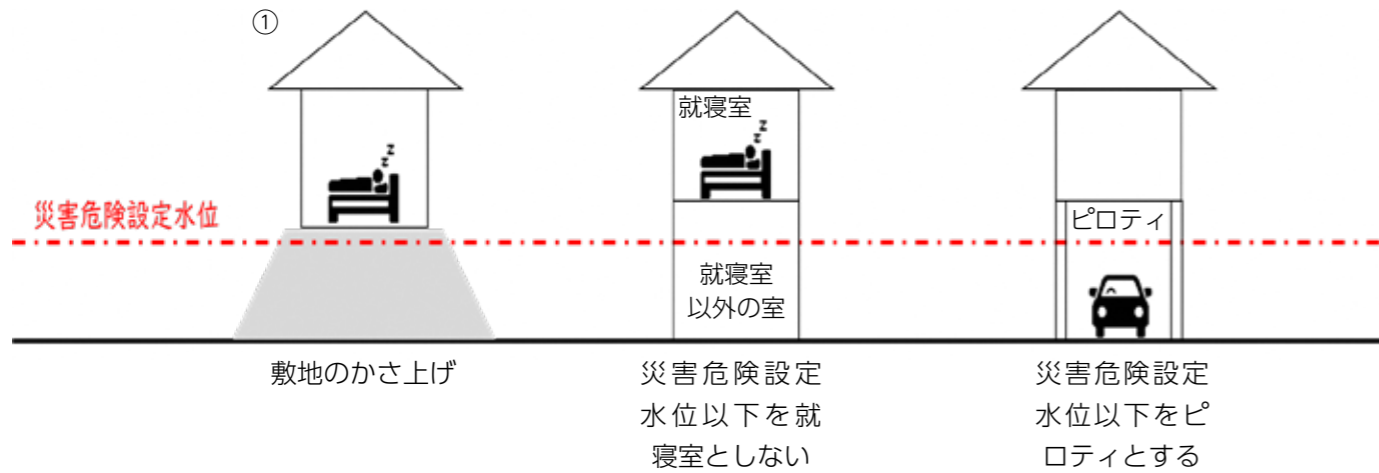 ①
就寝室
災害危険設定水位
ピロティ
就寝室
以外の室
敷地のかさ上げ
災害危険設定
水位以下を就
寝室としない
災害危険設定
水位以下をピ
ロティとする